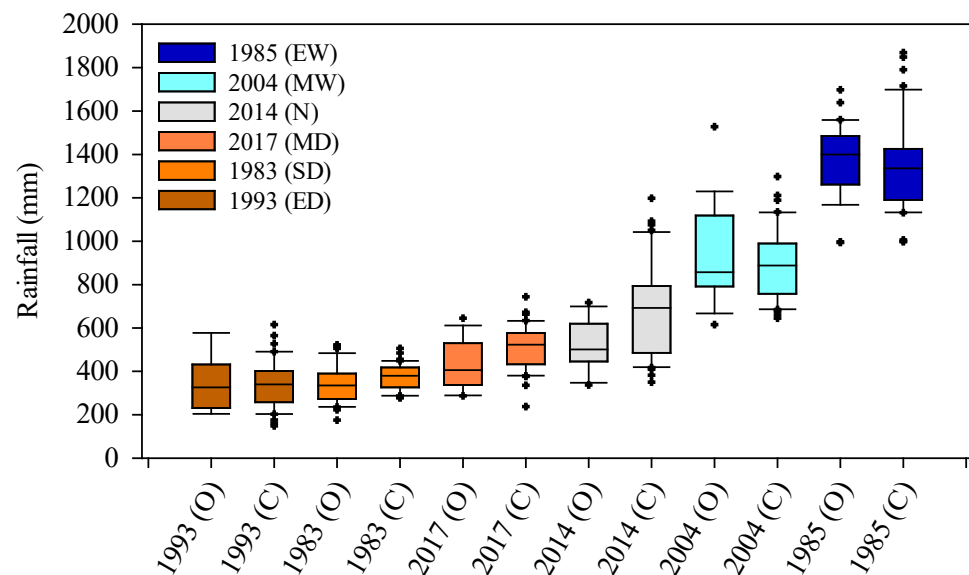 2000
1800
1600
1400
1200
1000
800
600
400
200
0
Rainfall (mm)
1985 (EW)
2004 (MW)
2014 (N)
2017 (MD)
1983 (SD)
1993 (ED)
1993 (O)
1993 (C)
1983 (O)
1983 (C)
2017 (O)
2017 (C)
2014 (O)
2014 (C)
2004 (O)
2004 (C)
1985 (O)
1985 (C)